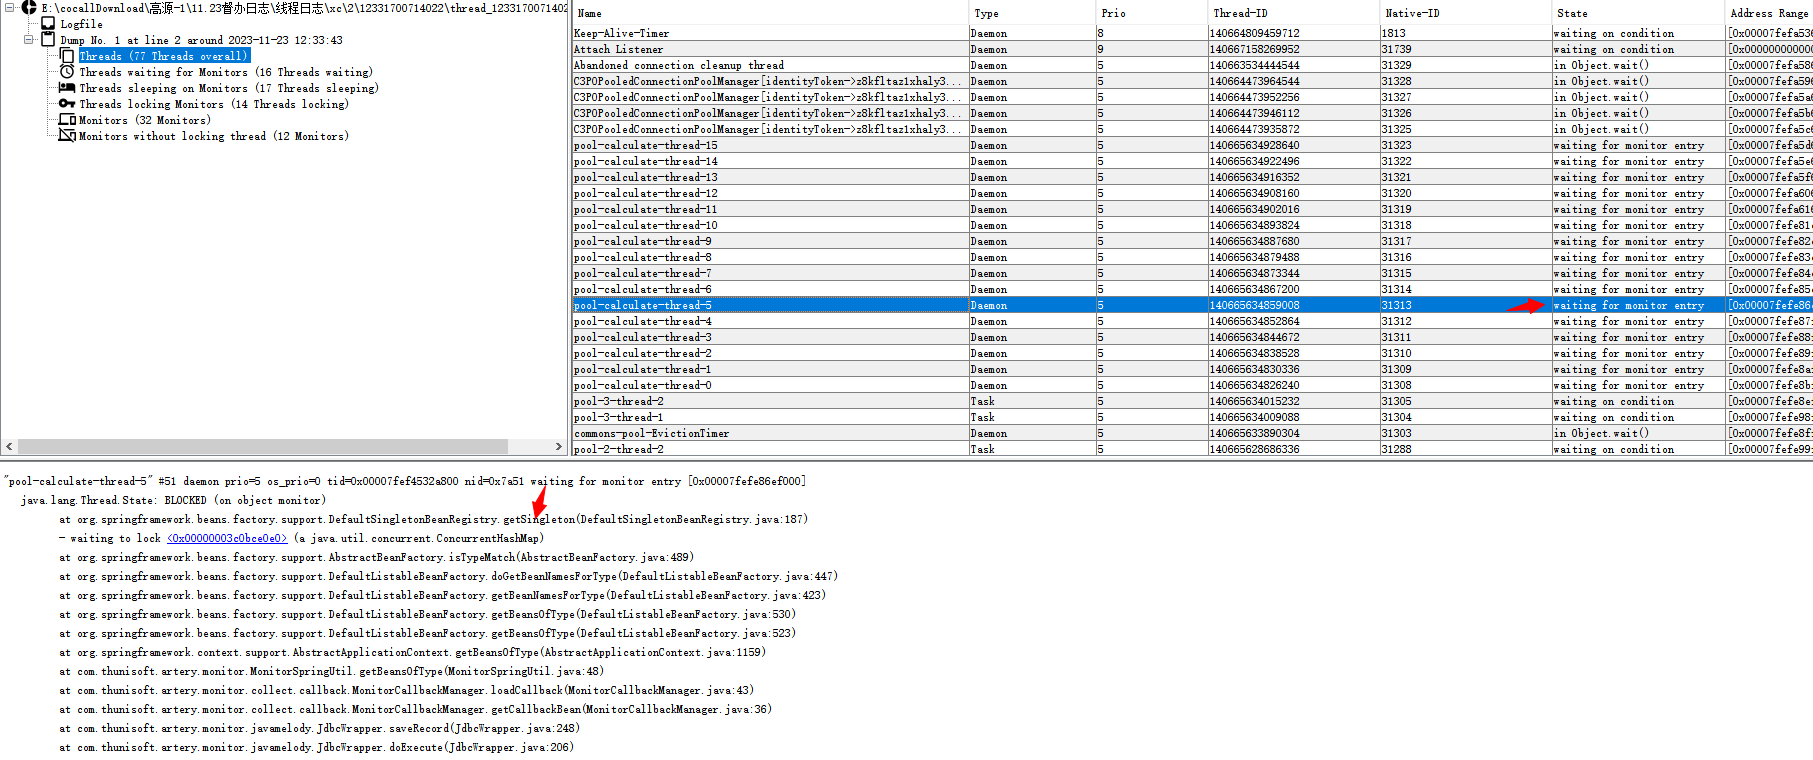 E:\cocallDownload\高源-1\11.23督办日志\线程日志\xc\2\12331700714022\thread_1233170071402
Logfile
Dump No. 1 at line 2 around 2023-11-23 12:33:43
Threads (77 Threads overall)
Threads waiting for Monitors (16 Threads waiting)
Threads sleeping on Monitors (17 Threads sleeping)
Threads locking Monitors (14 Threads locking)
Monitors (32 Monitors)
Monitors without locking thread (12 Monitors)
Name Type Prio Thread-ID Native-ID State Address Range
Keep-Alive-Timer Daemon 8 140664809459712 1813 waiting on condition [0x00007fefa536
Attach Listener Daemon 9 140667158269952 31739 waiting on condition [0x000000000000
Abandoned connection cleanup thread Daemon 5 140663534444544 31329 in Object.wait() [0x00007fefa586
C3P0PooledConnectionPoolManager[identityToken->z8kfltaz1xhaly3... Daemon 5 140664473964544 31328 in Object.wait() [0x00007fefa596
C3P0PooledConnectionPoolManager[identityToken->z8kfltaz1xhaly3... Daemon 5 140664473952256 31327 in Object.wait() [0x00007fefa5a6
C3P0PooledConnectionPoolManager[identityToken->z8kfltaz1xhaly3... Daemon 5 140664473946112 31326 in Object.wait() [0x00007fefa5b6
C3P0PooledConnectionPoolManager[identityToken->z8kfltaz1xhaly3... Daemon 5 140664473935872 31325 in Object.wait() [0x00007fefa5c6
pool-calculate-thread-15 Daemon 5 140665634928640 31323 waiting for monitor entry [0x00007fefa5d6
pool-calculate-thread-14 Daemon 5 140665634922496 31322 waiting for monitor entry [0x00007fefa5e6
pool-calculate-thread-13 Daemon 5 140665634916352 31321 waiting for monitor entry [0x00007fefa5f6
pool-calculate-thread-12 Daemon 5 140665634908160 31320 waiting for monitor entry [0x00007fefa606
pool-calculate-thread-11 Daemon 5 140665634902016 31319 waiting for monitor entry [0x00007fefa616
pool-calculate-thread-10 Daemon 5 140665634893824 31318 waiting for monitor entry [0x00007fefe81
pool-calculate-thread-9 Daemon 5 140665634887680 31317 waiting for monitor entry [0x00007fefe82
pool-calculate-thread-8 Daemon 5 140665634879488 31316 waiting for monitor entry [0x00007fefe83
pool-calculate-thread-7 Daemon 5 140665634873344 31315 waiting for monitor entry [0x00007fefe84
pool-calculate-thread-6 Daemon 5 140665634867200 31314 waiting for monitor entry [0x00007fefe85
pool-calculate-thread-5 Daemon 5 140665634859008 31313 waiting for monitor entry [0x00007fefe86
pool-calculate-thread-4 Daemon 5 140665634852864 31312 waiting for monitor entry [0x00007fefe87
pool-calculate-thread-3 Daemon 5 140665634844672 31311 waiting for monitor entry [0x00007fefe88
pool-calculate-thread-2 Daemon 5 140665634838528 31310 waiting for monitor entry [0x00007fefe89
pool-calculate-thread-1 Daemon 5 140665634830336 31309 waiting for monitor entry [0x00007fefe8a
pool-calculate-thread-0 Daemon 5 140665634826240 31308 waiting for monitor entry [0x00007fefe8b
pool-3-thread-2 Task 5 140665634015232 31305 waiting on condition [0x00007fefe8e
pool-3-thread-1 Task 5 140665634009088 31304 waiting on condition [0x00007fefe98
commons-pool-EvictionTimer Daemon 5 140665633890304 31303 in Object.wait() [0x00007fefe8f
pool-2-thread-2 Task 5 140665628686336 31288 waiting on condition [0x00007fefe99
"pool-calculate-thread-5" #51 daemon prio=5 os_prio=0 tid=0x00007fef4532a800 nid=0x7a51 waiting for monitor entry [0x00007fefe86ef000]
java.lang.Thread.State: BLOCKED (on object monitor)
at org.springframework.beans.factory.support.DefaultSingletonBeanRegistry.getSingleton(DefaultSingletonBeanRegistry.java:187)
- waiting to lock <0x00000003c0bce0e0> (a java.util.concurrent.ConcurrentHashMap)
at org.springframework.beans.factory.support.AbstractBeanFactory.isTypeMatch(AbstractBeanFactory.java:489)
at org.springframework.beans.factory.support.DefaultListableBeanFactory.doGetBeanNamesForType(DefaultListableBeanFactory.java:447)
at org.springframework.beans.factory.support.DefaultListableBeanFactory.getBeanNamesForType(DefaultListableBeanFactory.java:423)
at org.springframework.beans.factory.support.DefaultListableBeanFactory.getBeansOfType(DefaultListableBeanFactory.java:530)
at org.springframework.beans.factory.support.DefaultListableBeanFactory.getBeansOfType(DefaultListableBeanFactory.java:523)
at org.springframework.context.support.AbstractApplicationContext.getBeansOfType(AbstractApplicationContext.java:1159)
at com.thunisoft.artery.monitor.MonitorSpringUtil.getBeansOfType(MonitorSpringUtil.java:48)
at com.thunisoft.artery.monitor.collect.callback.MonitorCallbackManager.loadCallback(MonitorCallbackManager.java:43)
at com.thunisoft.artery.monitor.collect.callback.MonitorCallbackManager.getCallbackBean(MonitorCallbackManager.java:36)
at com.thunisoft.artery.monitor.javamelody.JdbcWrapper.saveRecord(JdbcWrapper.java:248)
at com.thunisoft.artery.monitor.javamelody.JdbcWrapper.doExecute(JdbcWrapper.java:206)